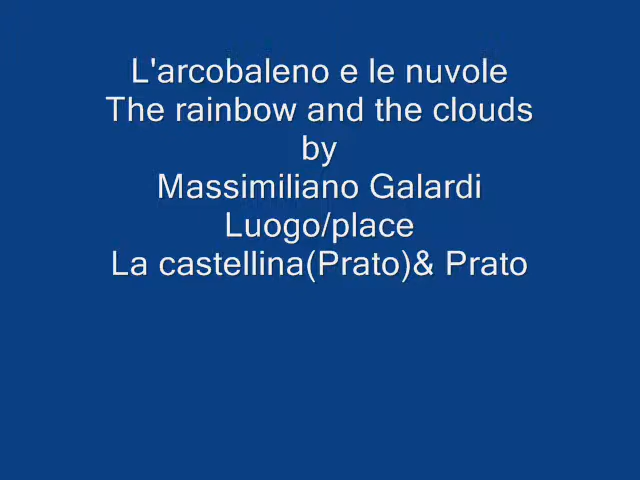 L'arcobaleno e le nuvole
The rainbow and the clouds
by
Massimiliano Galardi
Luogo/place
La castellina(Prato)& Prato